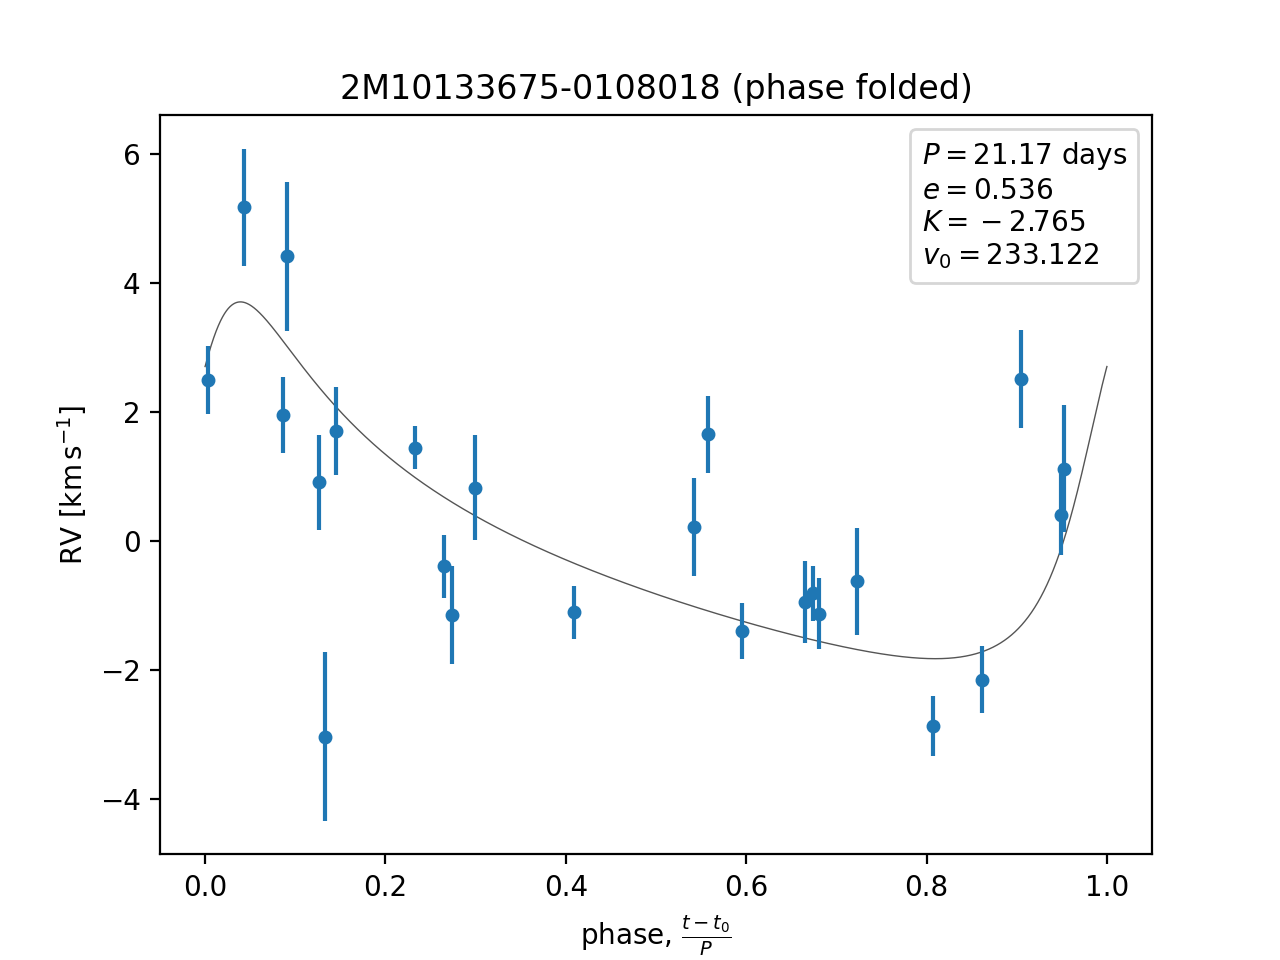 2M10133675-0108018 (phase folded)
P = 21.17 days
e = 0.536
K = −2.765
v₀ = 233.122
RV [km s⁻¹]
6
4
2
0
−2
−4
0.0 0.2 0.4 0.6 0.8 1.0
phase, (t − t₀)/P